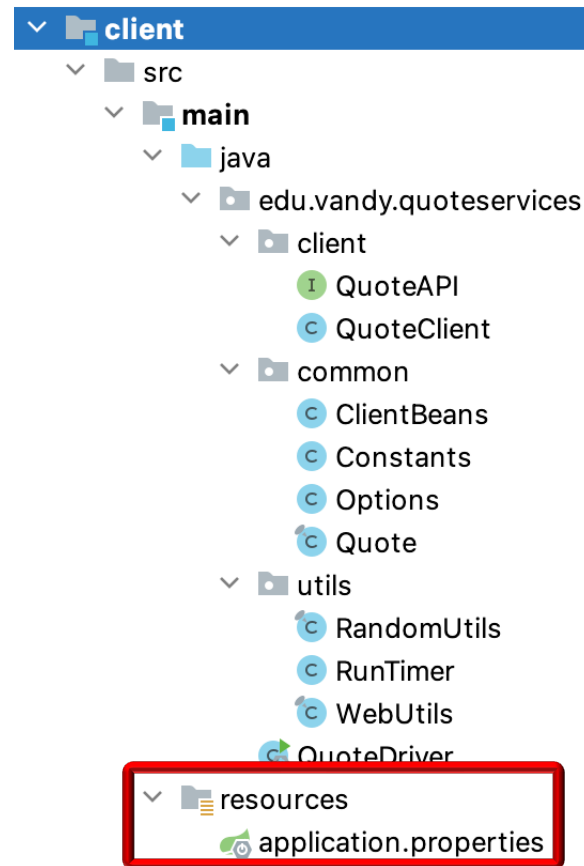 client
src
main
java
edu.vandy.quoteservices
client
I QuoteAPI
C QuoteClient
common
C ClientBeans
C Constants
C Options
C Quote
utils
C RandomUtils
C RunTimer
C WebUtils
C QuoteDriver
resources
application.properties